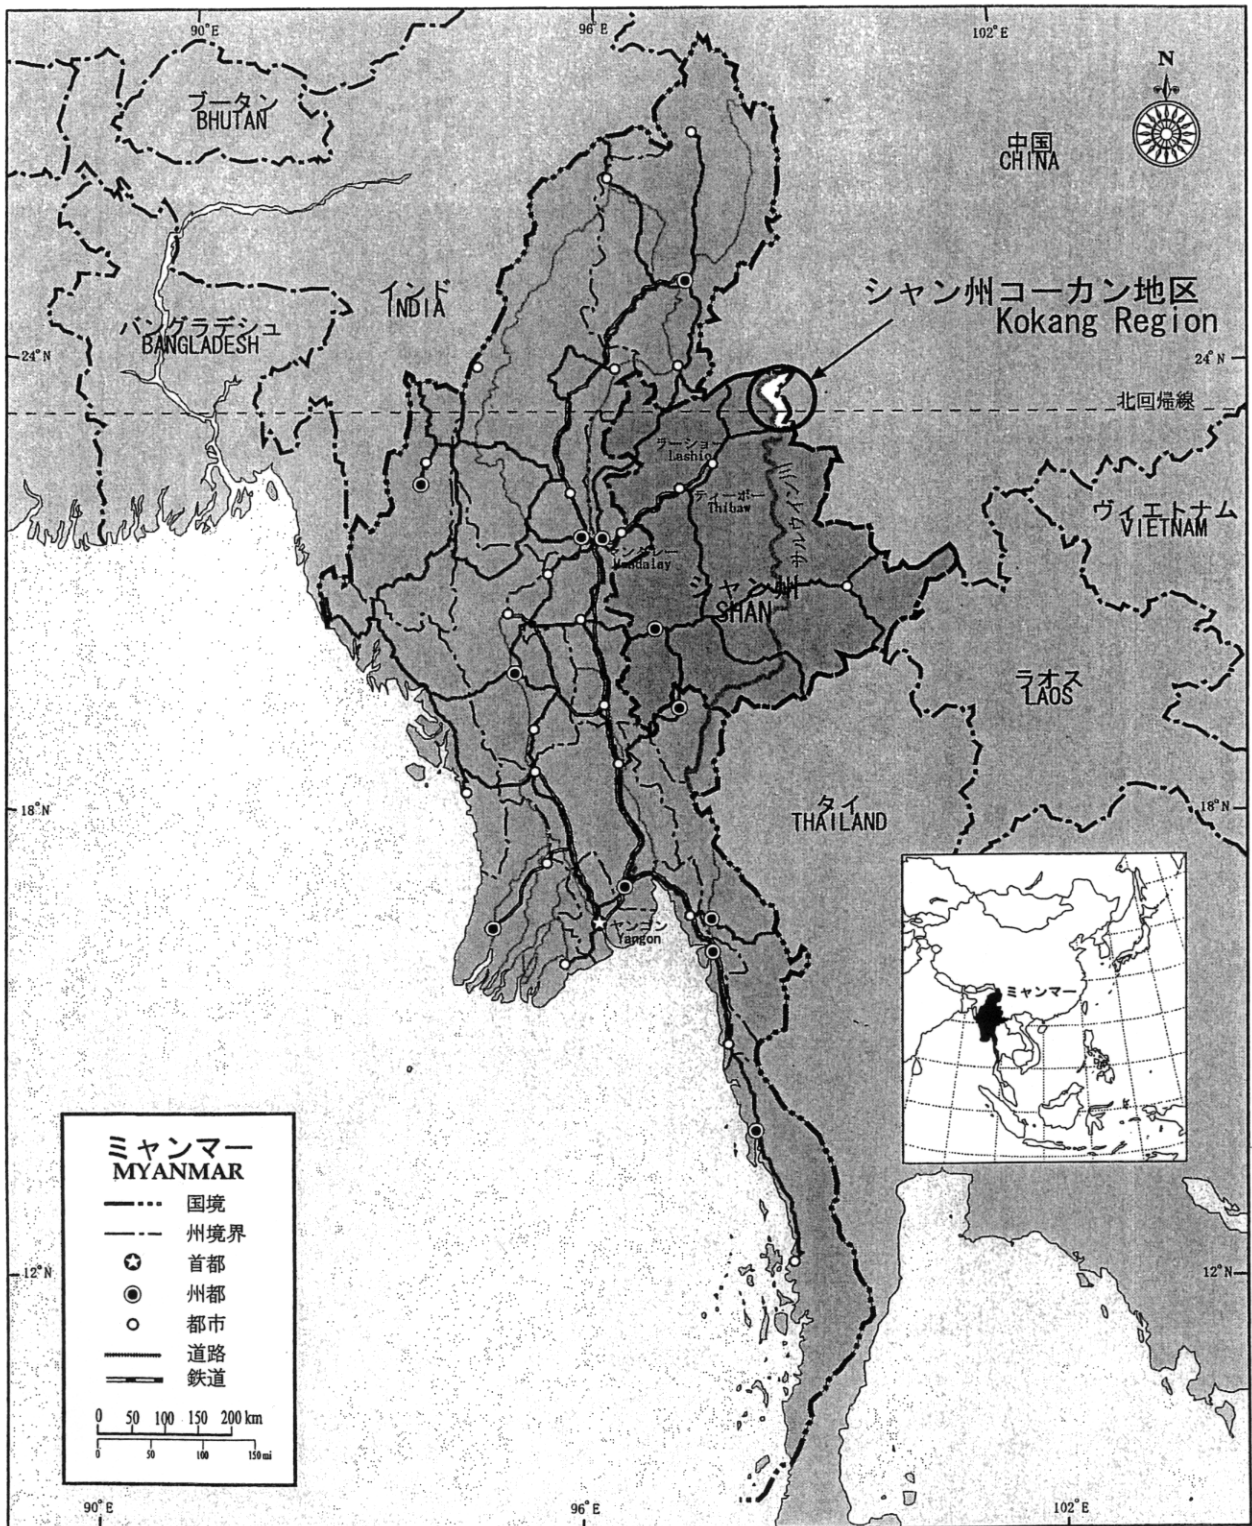 90°E
96°E
102°E
N
ブータン
BHUTAN
中国
CHINA
インド
INDIA
シャン州コーカン地区
Kokang Region
バングラデシュ
BANGLADESH
24°N
24°N
北回帰線
ラーショー
Lashio
ティーボー
Thibaw
サルウイン川
ヴィエトナム
VIETNAM
マンダレー
Mandalay
シャン州
SHAN
ラオス
LAOS
18°N
タイ
THAILAND
18°N
ヤンゴン
Yangon
ミャンマー
ミャンマー
MYANMAR
国境
州境界
首都
州都
都市
道路
鉄道
0 50 100 150 200 km
0 50 100 150 mi
12°N
12°N
90°E
96°E
102°E